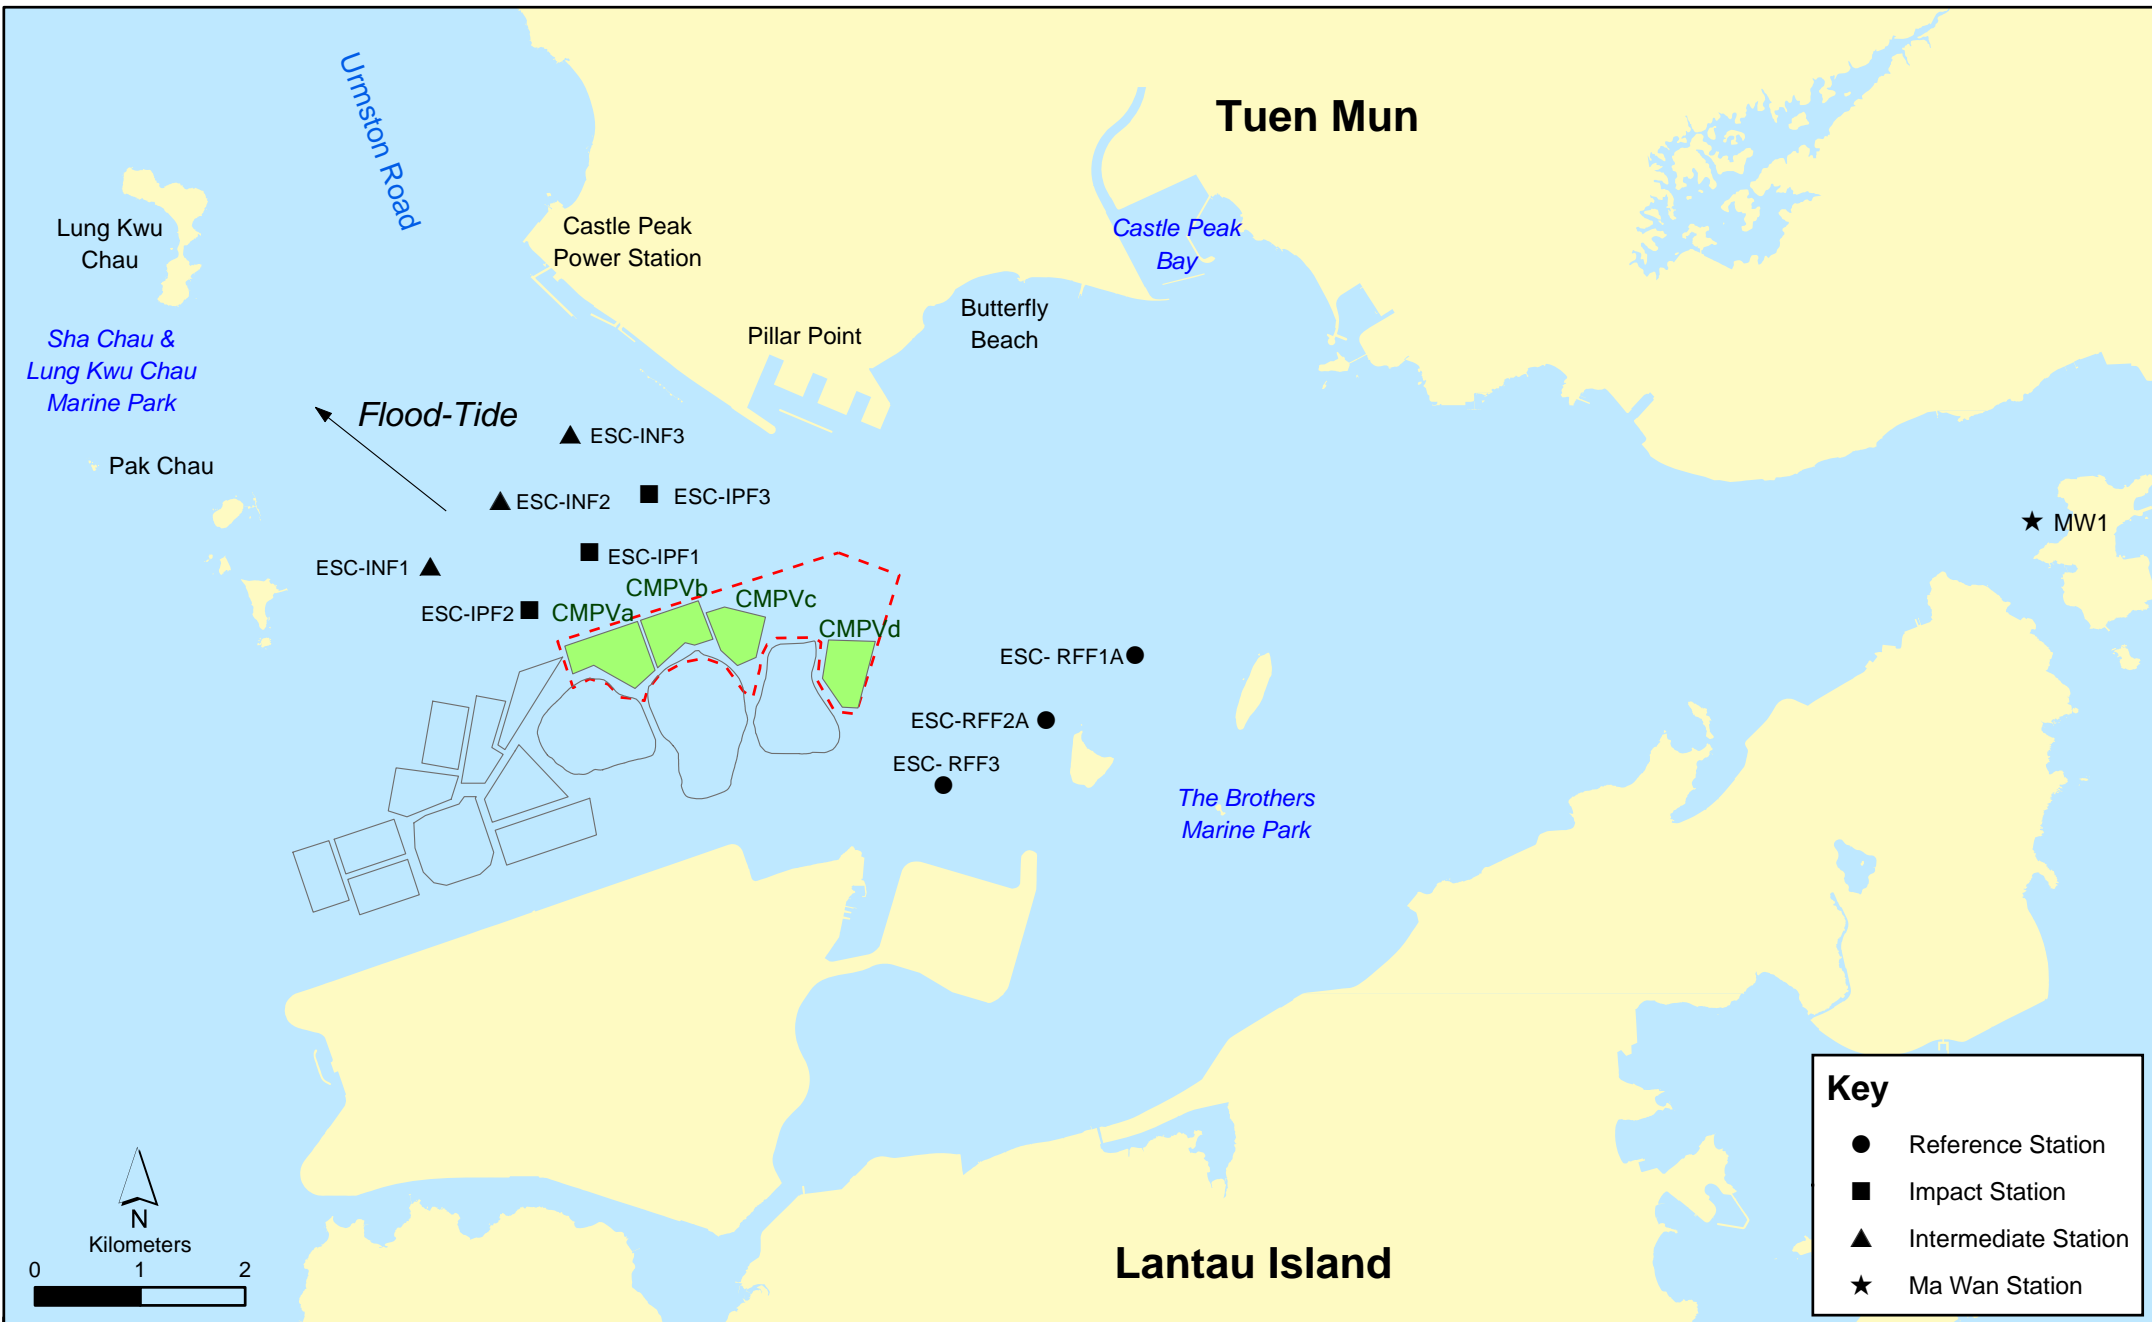 Urmston Road
Tuen Mun
Lung Kwu
Chau
Castle Peak
Power Station
Castle Peak
Bay
Butterfly
Beach
Pillar Point
Sha Chau &
Lung Kwu Chau
Marine Park
Flood-Tide
ESC-INF3
Pak Chau
ESC-INF2
ESC-IPF3
MW1
ESC-INF1
ESC-IPF1
CMPVb
CMPVc
ESC-IPF2
CMPVa
CMPVd
ESC- RFF1A
ESC-RFF2A
ESC- RFF3
The Brothers
Marine Park
Lantau Island
N
Kilometers
0 1 2
Key
Reference Station
Impact Station
Intermediate Station
Ma Wan Station